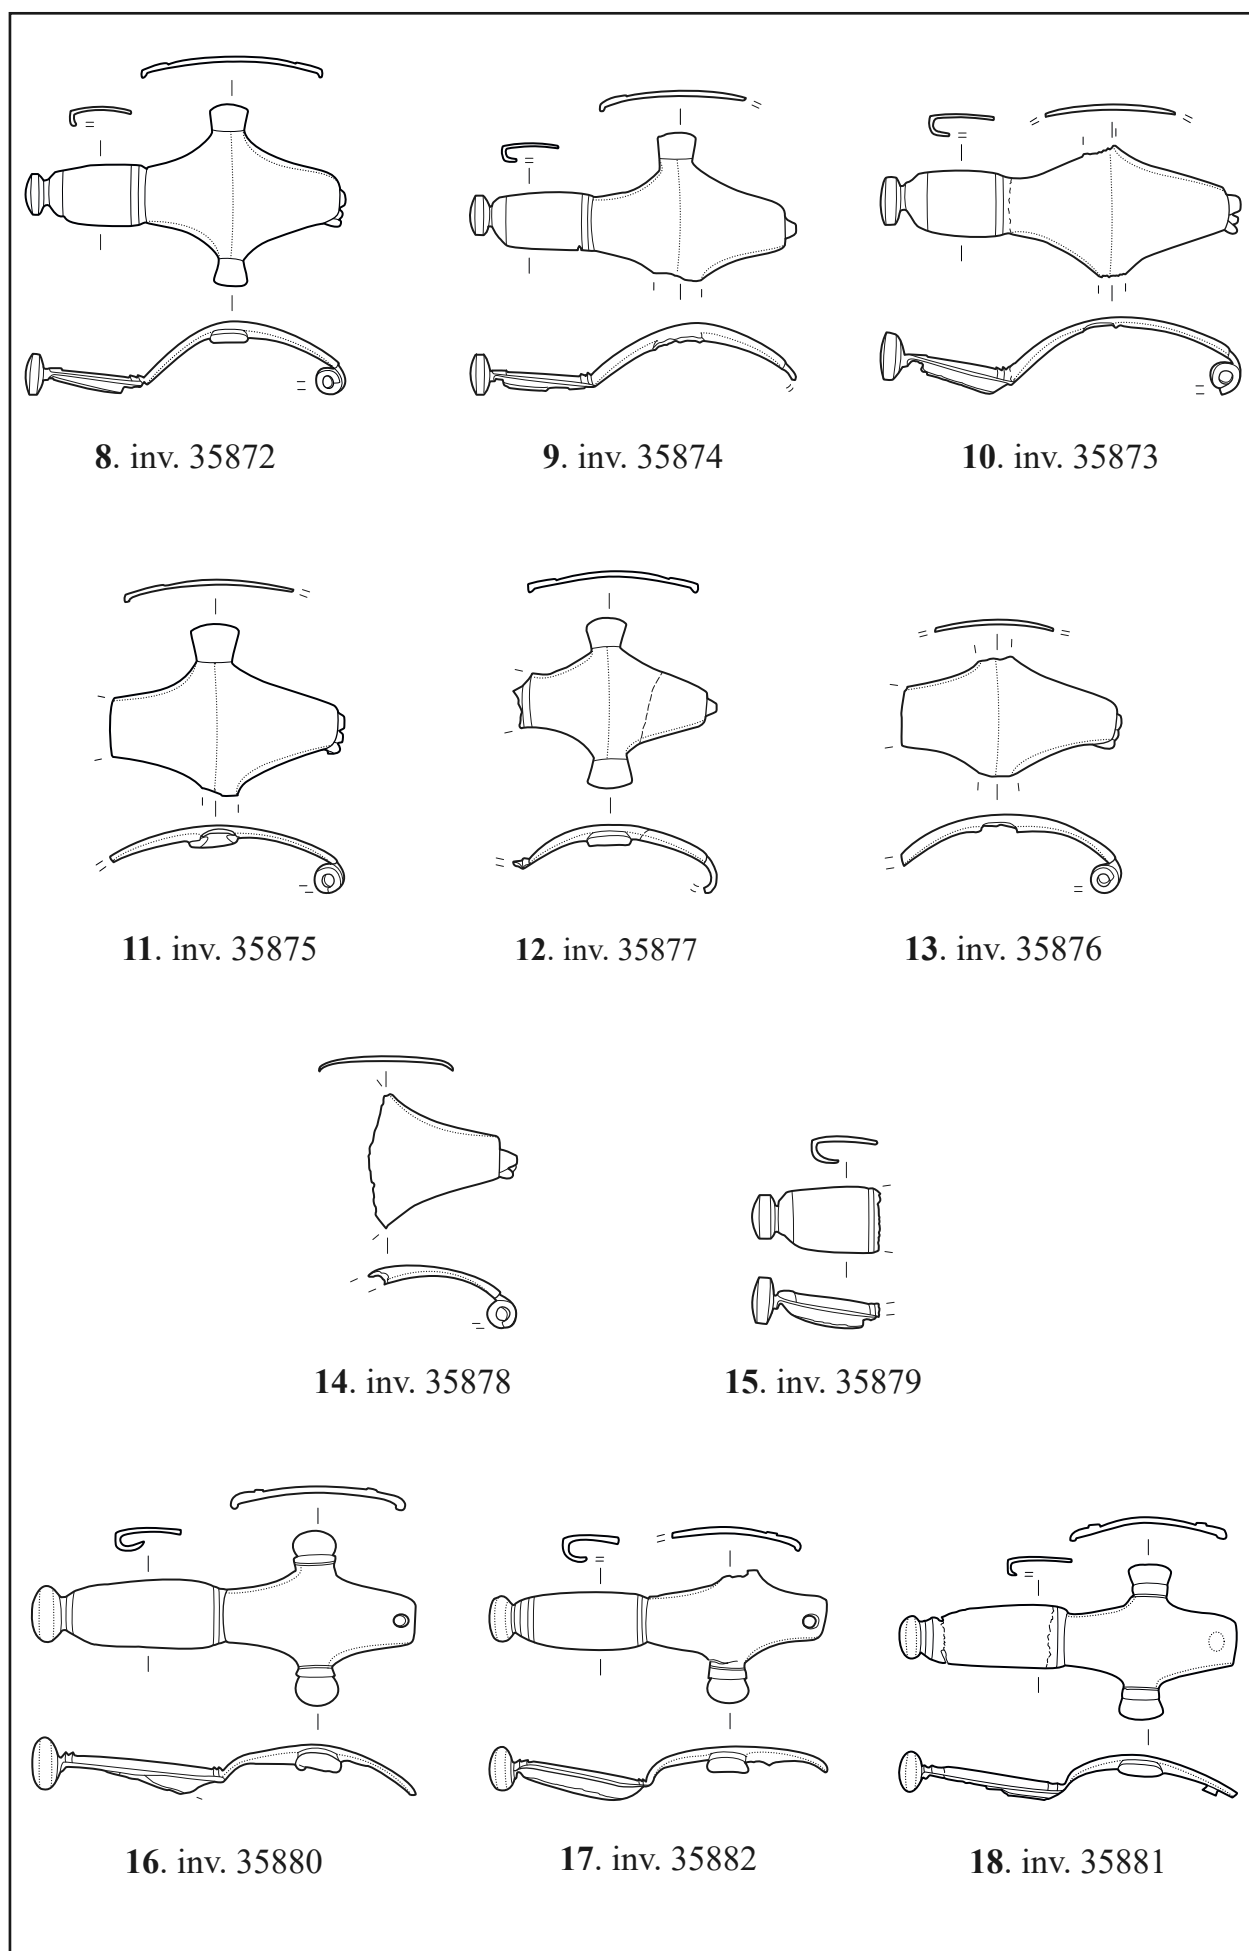 8. inv. 35872
9. inv. 35874
10. inv. 35873
11. inv. 35875
12. inv. 35877
13. inv. 35876
14. inv. 35878
15. inv. 35879
16. inv. 35880
17. inv. 35882
18. inv. 35881